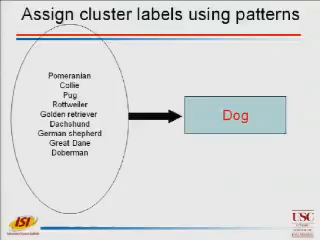 Assign cluster labels using patterns
Pomeranian
Collie
Pug
Rottweiler
Golden retriever
Dachshund
German shepherd
Great Dane
Doberman
Dog
ISI
USC